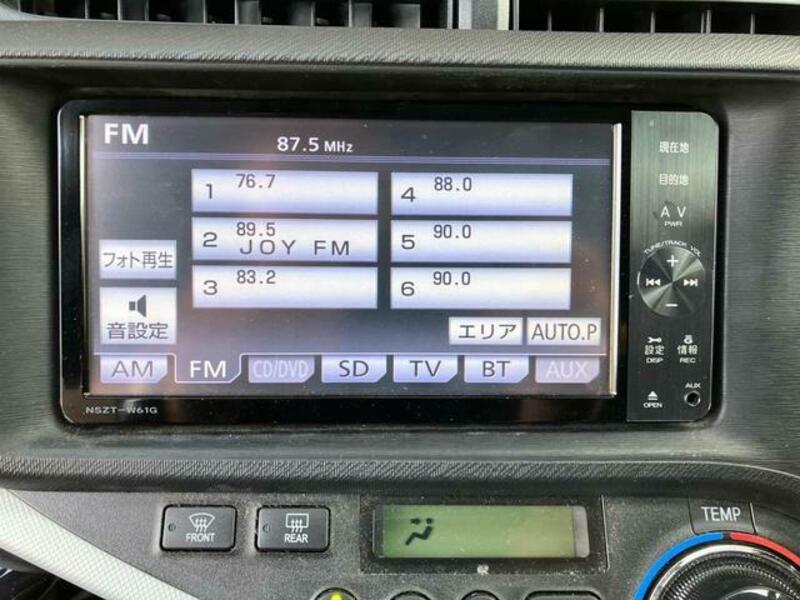 FM
87.5 MHz
1 76.7
4 88.0
2 89.5
JOY FM
5 90.0
3 83.2
6 90.0
フォト再生
音設定
エリア
AUTO.P
AM FM CD/DVD SD TV BT AUX
NSZT-W61G
現在地
目的地
AV
PWR
TUNE/TRACK VOL
+
−
設定
DISP
情報
REC
OPEN
AUX
FRONT
REAR
TEMP